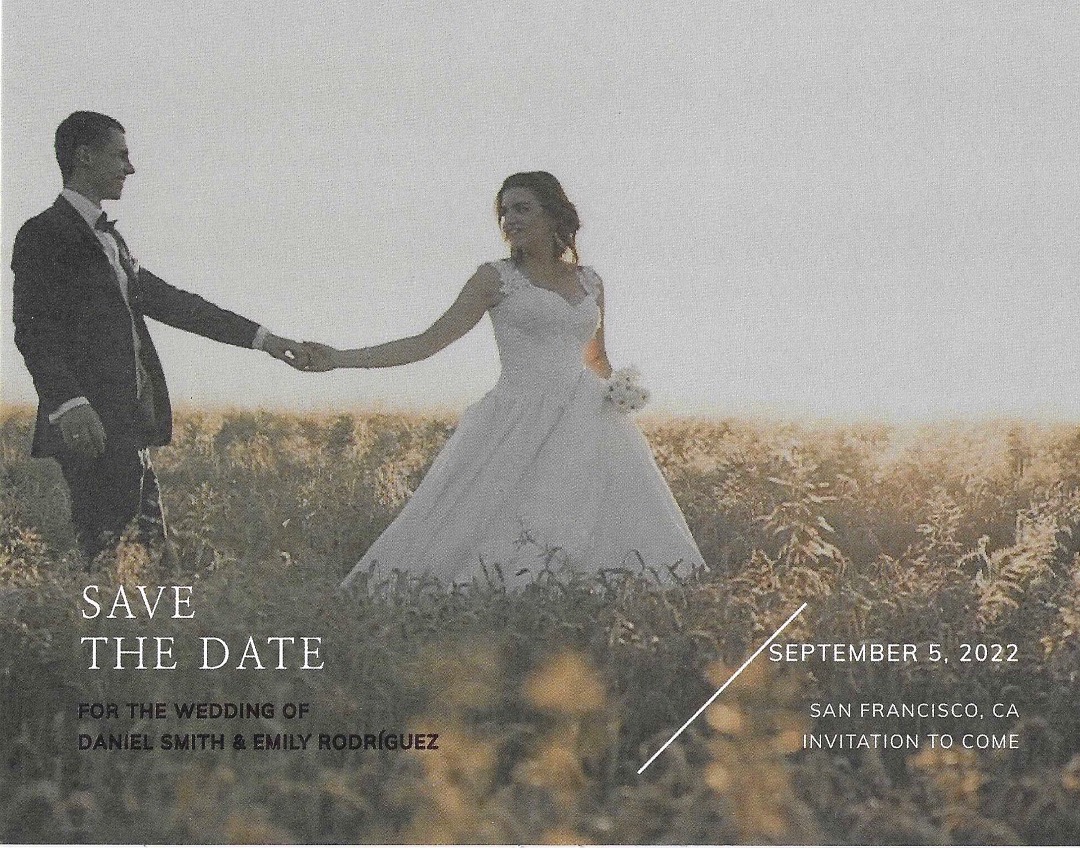 SAVE
THE DATE
FOR THE WEDDING OF
DANIEL SMITH & EMILY RODRÍGUEZ
SEPTEMBER 5, 2022
SAN FRANCISCO, CA
INVITATION TO COME